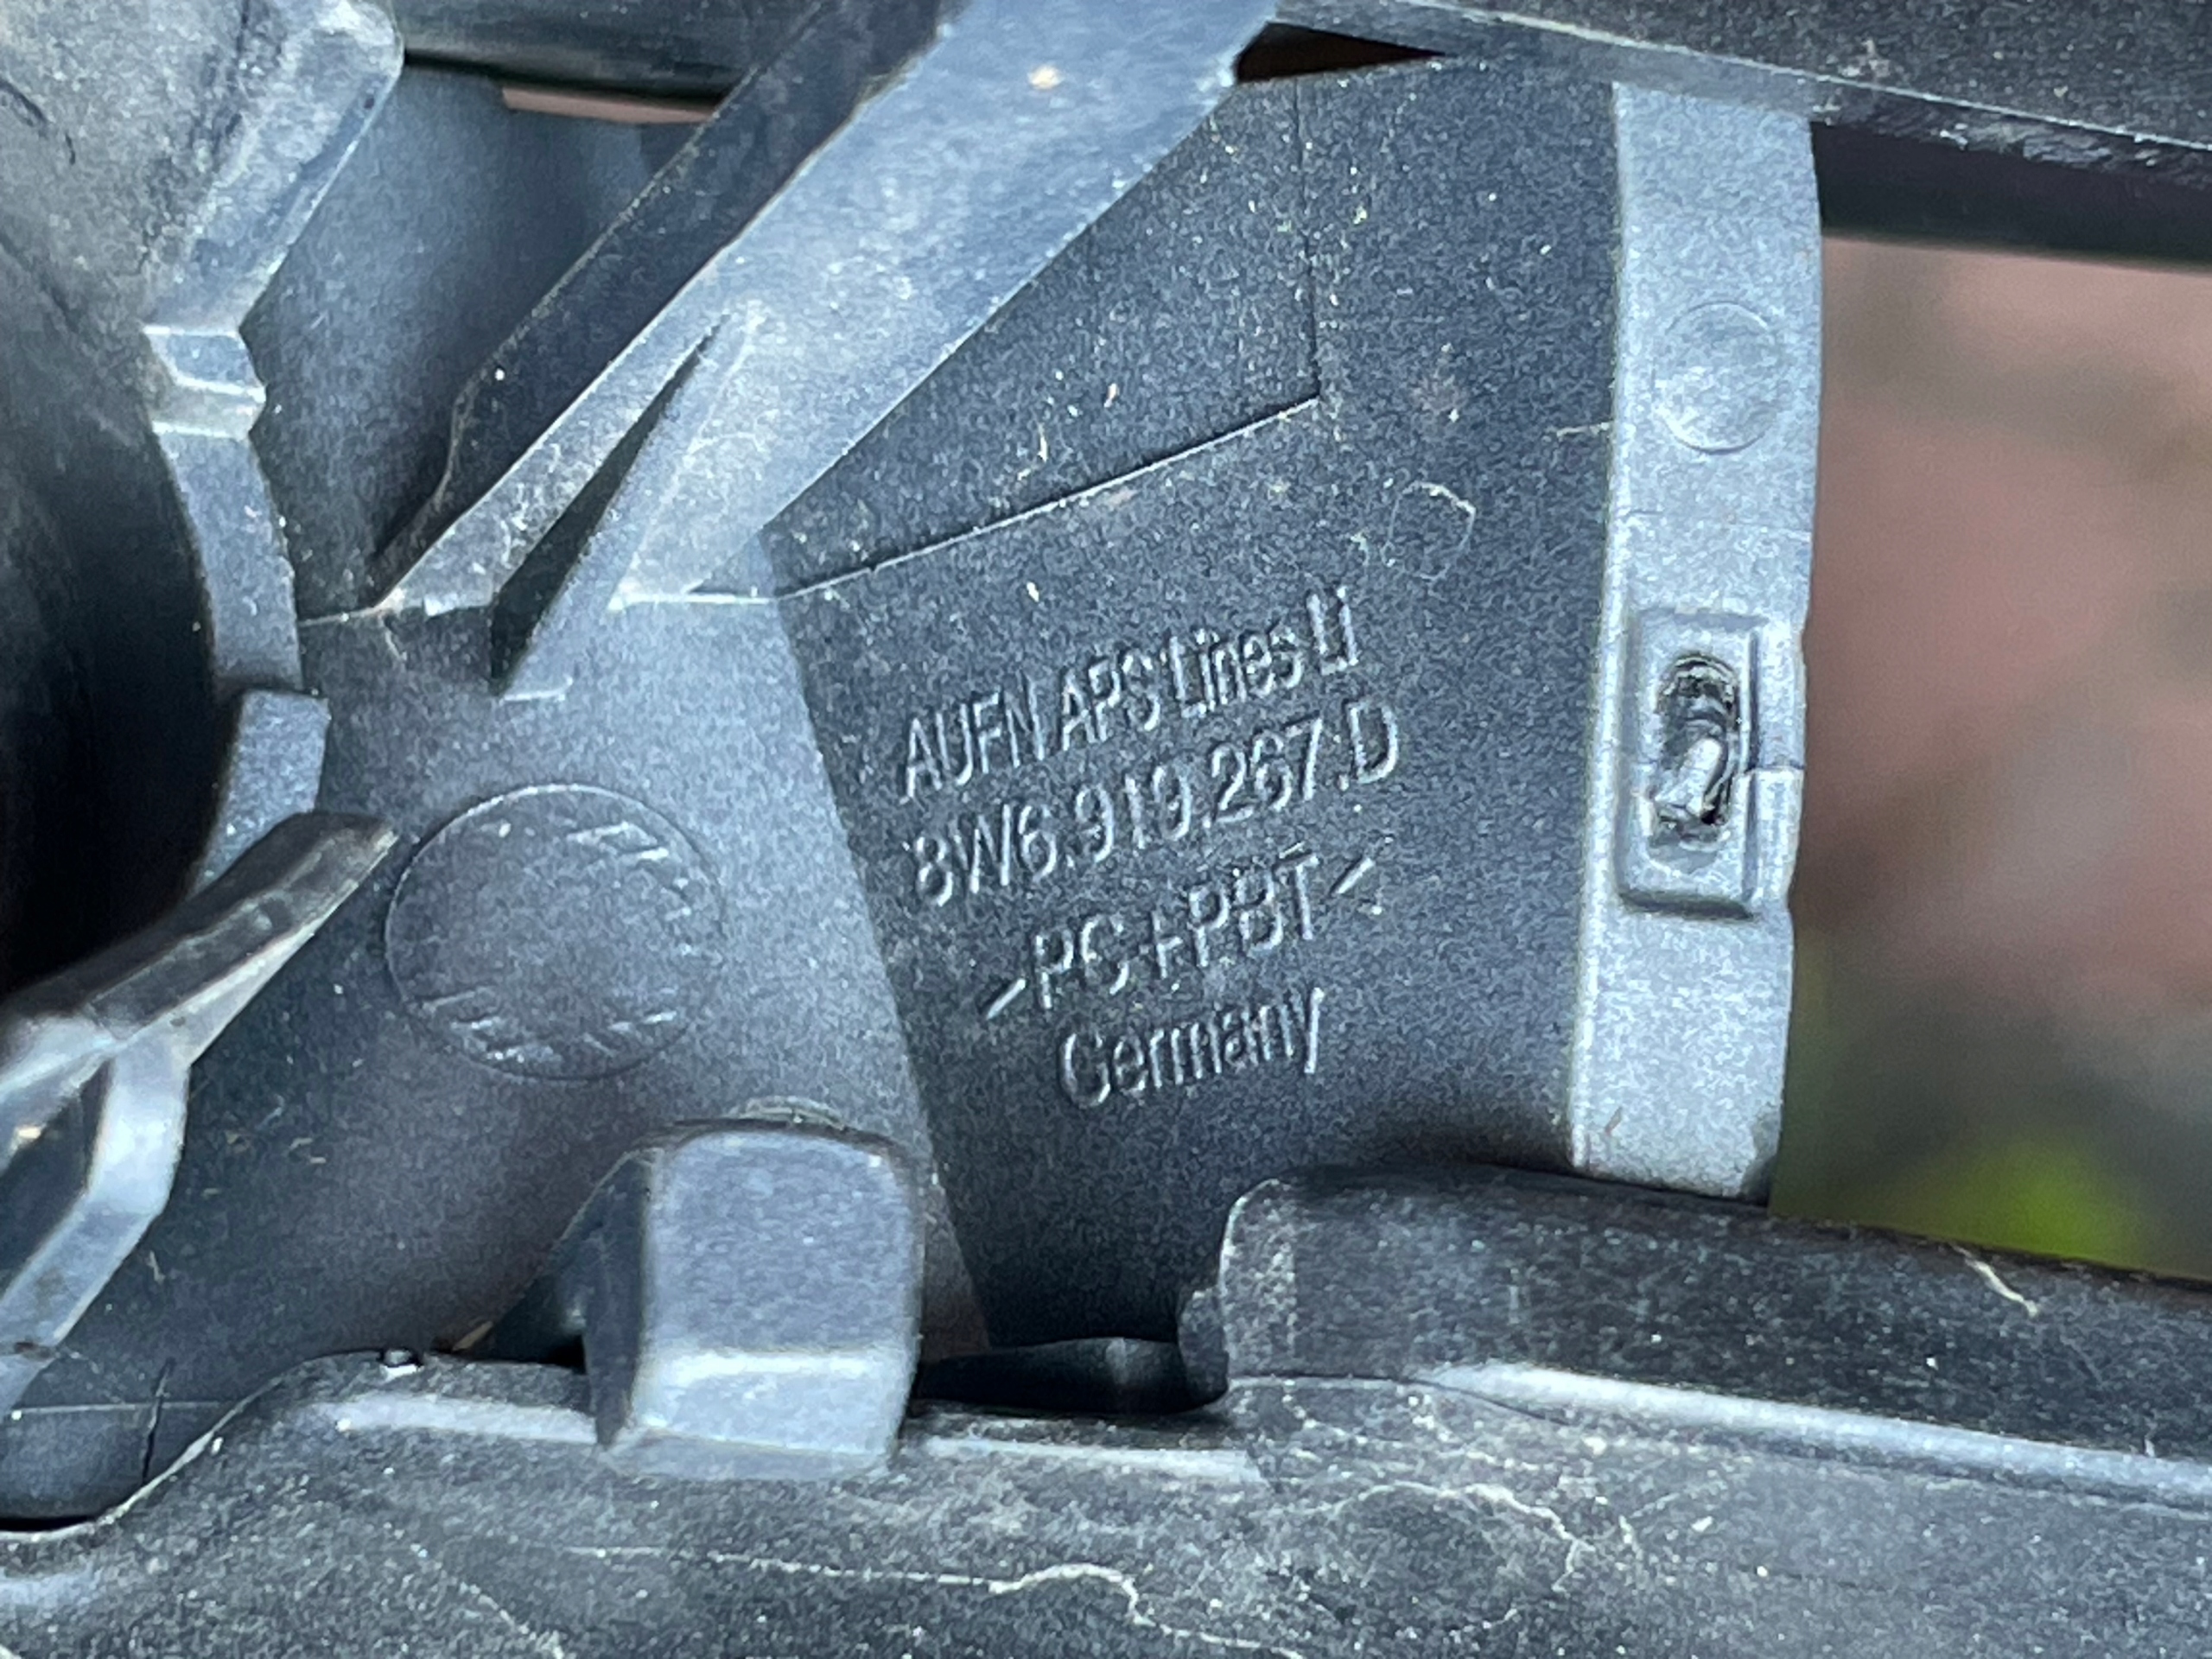 AUFN APS Lines LI
8W6.919.267.D
>PC+PBT<
Germany